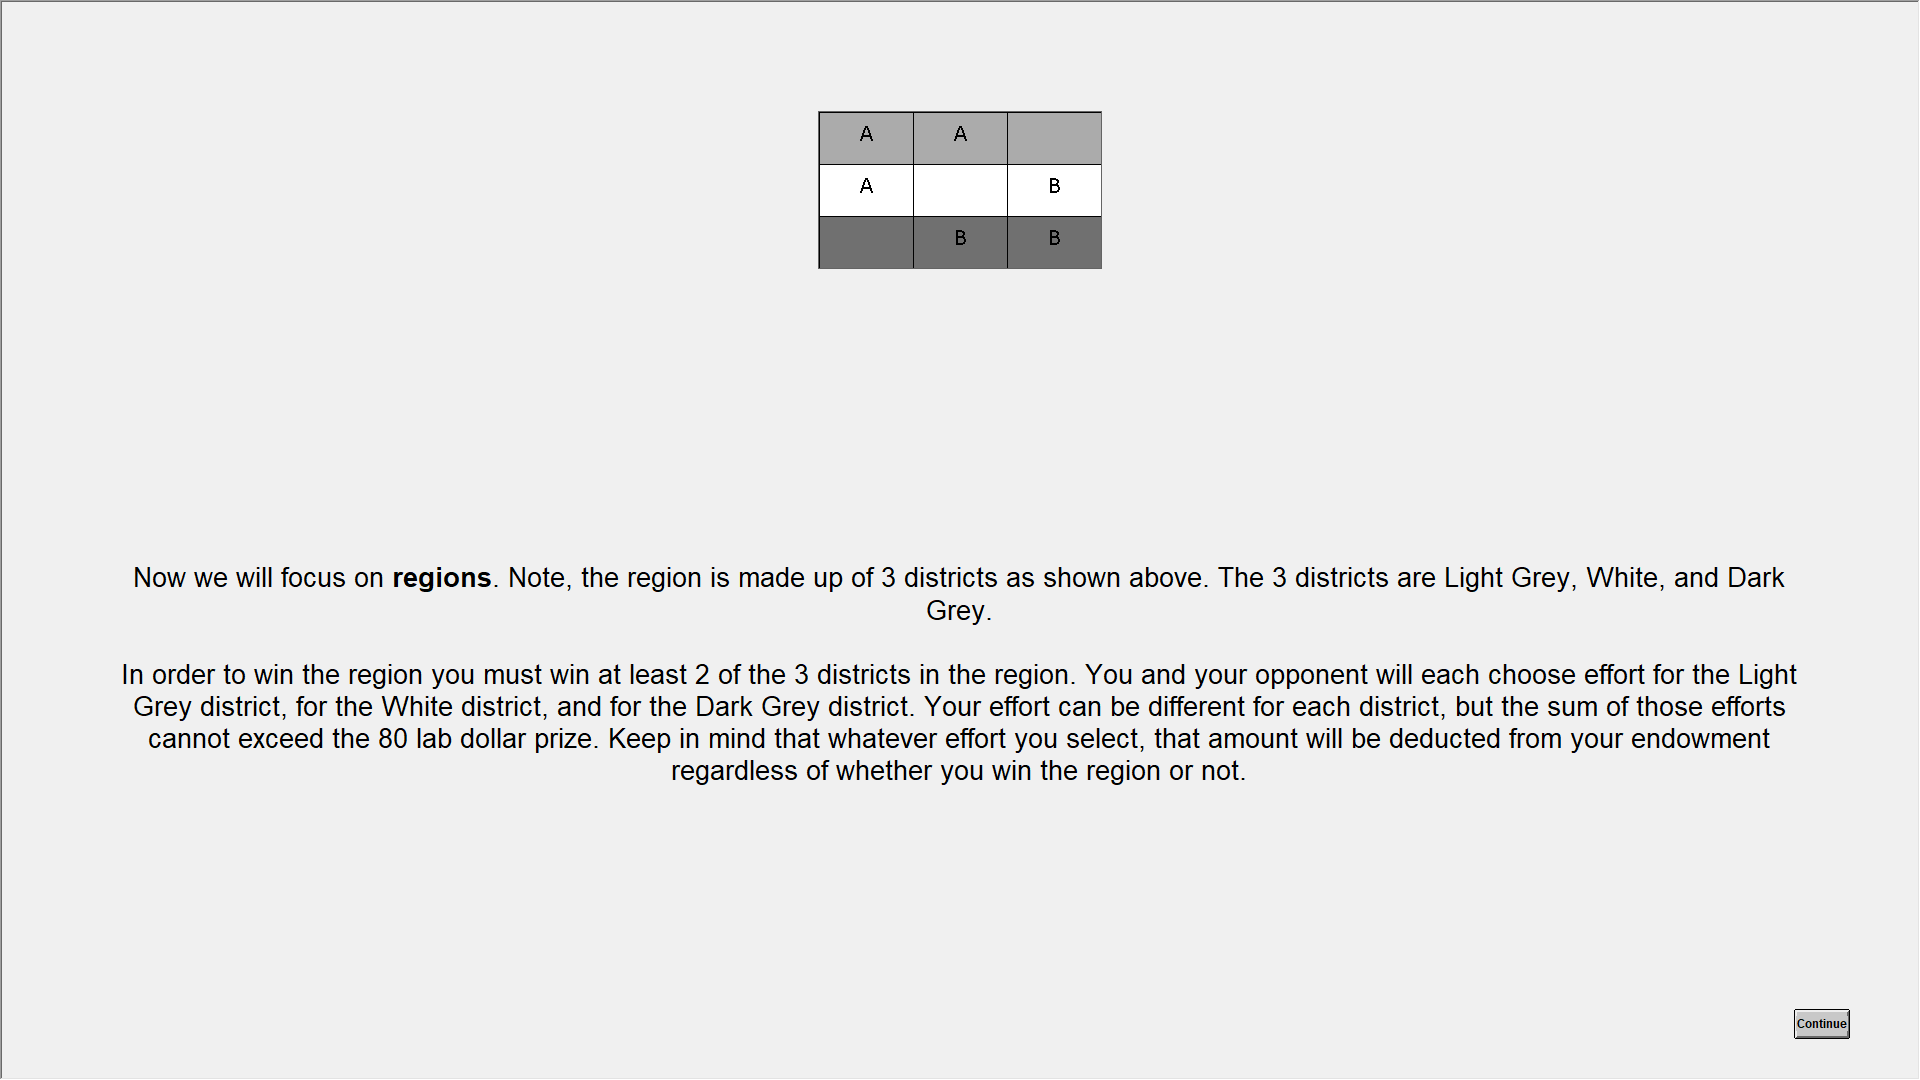 A A
A B
B B
Now we will focus on regions. Note, the region is made up of 3 districts as shown above. The 3 districts are Light Grey, White, and Dark
Grey.
In order to win the region you must win at least 2 of the 3 districts in the region. You and your opponent will each choose effort for the Light
Grey district, for the White district, and for the Dark Grey district. Your effort can be different for each district, but the sum of those efforts
cannot exceed the 80 lab dollar prize. Keep in mind that whatever effort you select, that amount will be deducted from your endowment
regardless of whether you win the region or not.
Continue